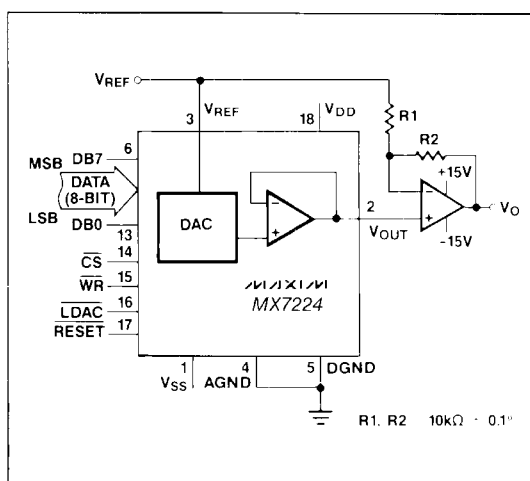 VREF
3 VREF
18 VDD
R1
R2
+15V
-15V
VO
MSB DB7 6
DATA (8-BIT)
LSB DB0 13
DAC
-
+
2
VOUT
-
+
CS 14
WR 15
LDAC 16
RESET 17
MAXIM
MX7224
1 VSS
AGND 4
5 DGND
R1, R2 10kΩ